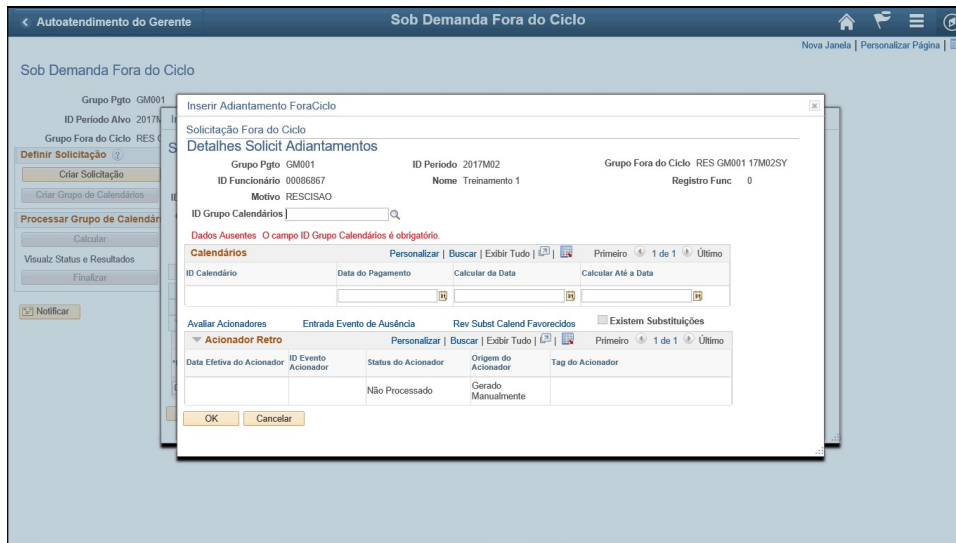 Autoatendimento do Gerente
Sob Demanda Fora do Ciclo
Nova Janela | Personalizar Página |
Sob Demanda Fora do Ciclo
Grupo Pgto GM001
ID Período Alvo 2017M
Grupo Fora do Ciclo RES
Definir Solicitação ?
Criar Solicitação
Criar Grupo de Calendários
Processar Grupo de Calendár
Calcular
Visualz Status e Resultados
Finalizar
Notificar
Inserir Adiantamento ForaCiclo
Solicitação Fora do Ciclo
Detalhes Solicit Adiantamentos
Grupo Pgto GM001 ID Período 2017M02 Grupo Fora do Ciclo RES GM001 17M02SY
ID Funcionário 00086867 Nome Treinamento 1 Registro Func 0
Motivo RESCISAO
ID Grupo Calendários
Dados Ausentes O campo ID Grupo Calendários é obrigatório.
Calendários Personalizar | Buscar | Exibir Tudo | | Primeiro 1 de 1 Último
ID Calendário Data do Pagamento Calcular da Data Calcular Até a Data
Avaliar Acionadores Entrada Evento de Ausência Rev Subst Calend Favorecidos Existem Substituições
Acionador Retro Personalizar | Buscar | Exibir Tudo | | Primeiro 1 de 1 Último
Data Efetiva do Acionador ID Evento Acionador Status do Acionador Origem do Acionador Tag do Acionador
Não Processado Gerado Manualmente
OK Cancelar